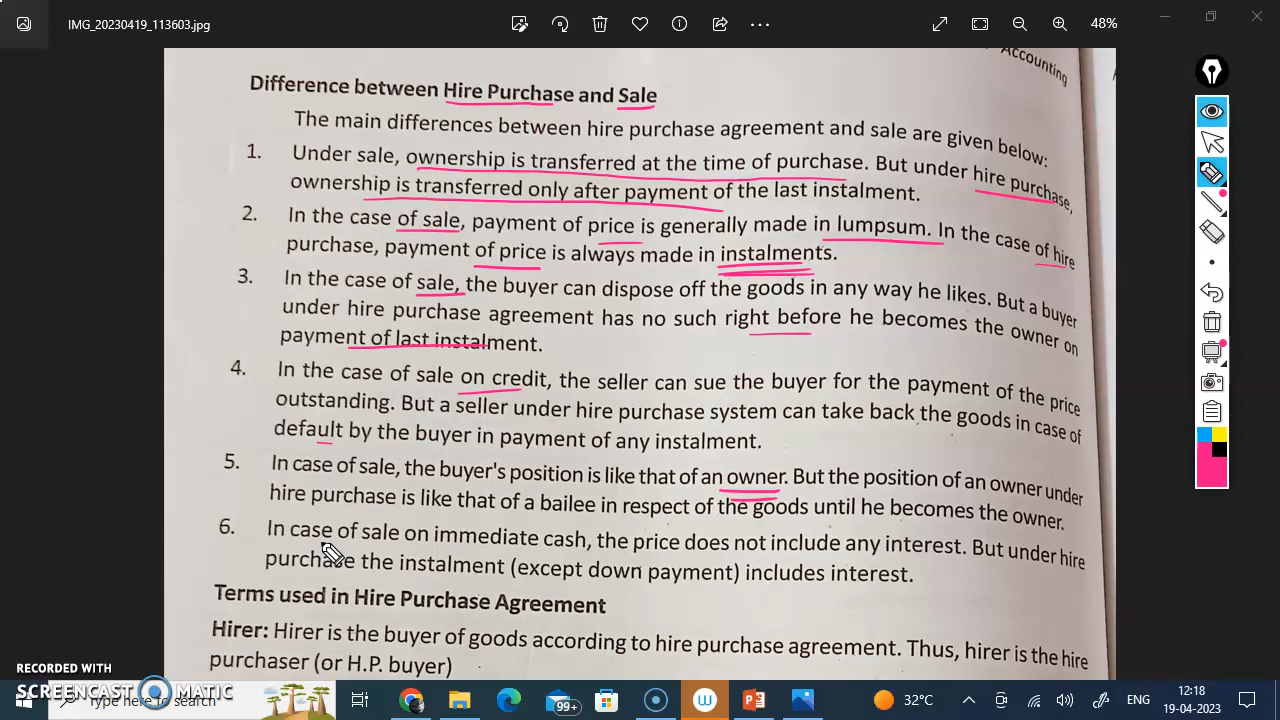 IMG_20230419_113603.jpg
48%
Accounting
Difference between Hire Purchase and Sale
The main differences between hire purchase agreement and sale are given below:
1. Under sale, ownership is transferred at the time of purchase. But under hire purchase,
ownership is transferred only after payment of the last instalment.
2. In the case of sale, payment of price is generally made in lumpsum. In the case of hire
purchase, payment of price is always made in instalments.
3. In the case of sale, the buyer can dispose off the goods in any way he likes. But a buyer
under hire purchase agreement has no such right before he becomes the owner on
payment of last instalment.
4. In the case of sale on credit, the seller can sue the buyer for the payment of the price
outstanding. But a seller under hire purchase system can take back the goods in case of
default by the buyer in payment of any instalment.
5. In case of sale, the buyer's position is like that of an owner. But the position of an owner under
hire purchase is like that of a bailee in respect of the goods until he becomes the owner.
6. In case of sale on immediate cash, the price does not include any interest. But under hire
purchase the instalment (except down payment) includes interest.
Terms used in Hire Purchase Agreement
Hirer: Hirer is the buyer of goods according to hire purchase agreement. Thus, hirer is the hire
purchaser (or H.P. buyer)
RECORDED WITH
SCREENCAST MATIC
Type here to search
99+
32°C
ENG
12:18
19-04-2023